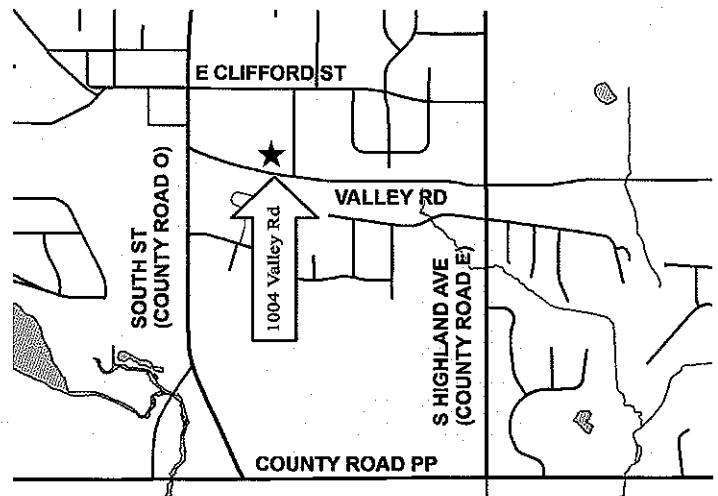 E CLIFFORD ST
VALLEY RD
1004 Valley Rd
SOUTH ST
(COUNTY ROAD O)
S HIGHLAND AVE
(COUNTY ROAD E)
COUNTY ROAD PP